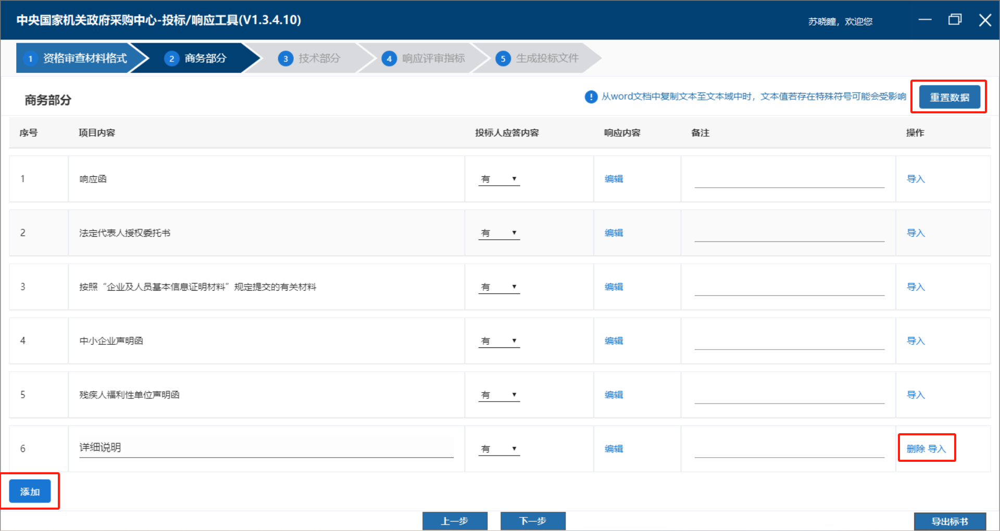 中央国家机关政府采购中心-投标/响应工具(V1.3.4.10)
苏晓瞳，欢迎您
1 资格审查材料格式 2 商务部分 3 技术部分 4 响应评审指标 5 生成投标文件
商务部分
从word文档中复制文本至文本域中时，文本值若存在特殊符号可能会受影响
重置数据
序号 项目内容 投标人应答内容 响应内容 备注 操作
1 响应函 有 编辑 导入
2 法定代表人授权委托书 有 编辑 导入
3 按照“企业及人员基本信息证明材料”规定提交的有关材料 有 编辑 导入
4 中小企业声明函 有 编辑 导入
5 残疾人福利性单位声明函 有 编辑 导入
6 详细说明 有 编辑 删除 导入
添加
上一步 下一步 导出标书